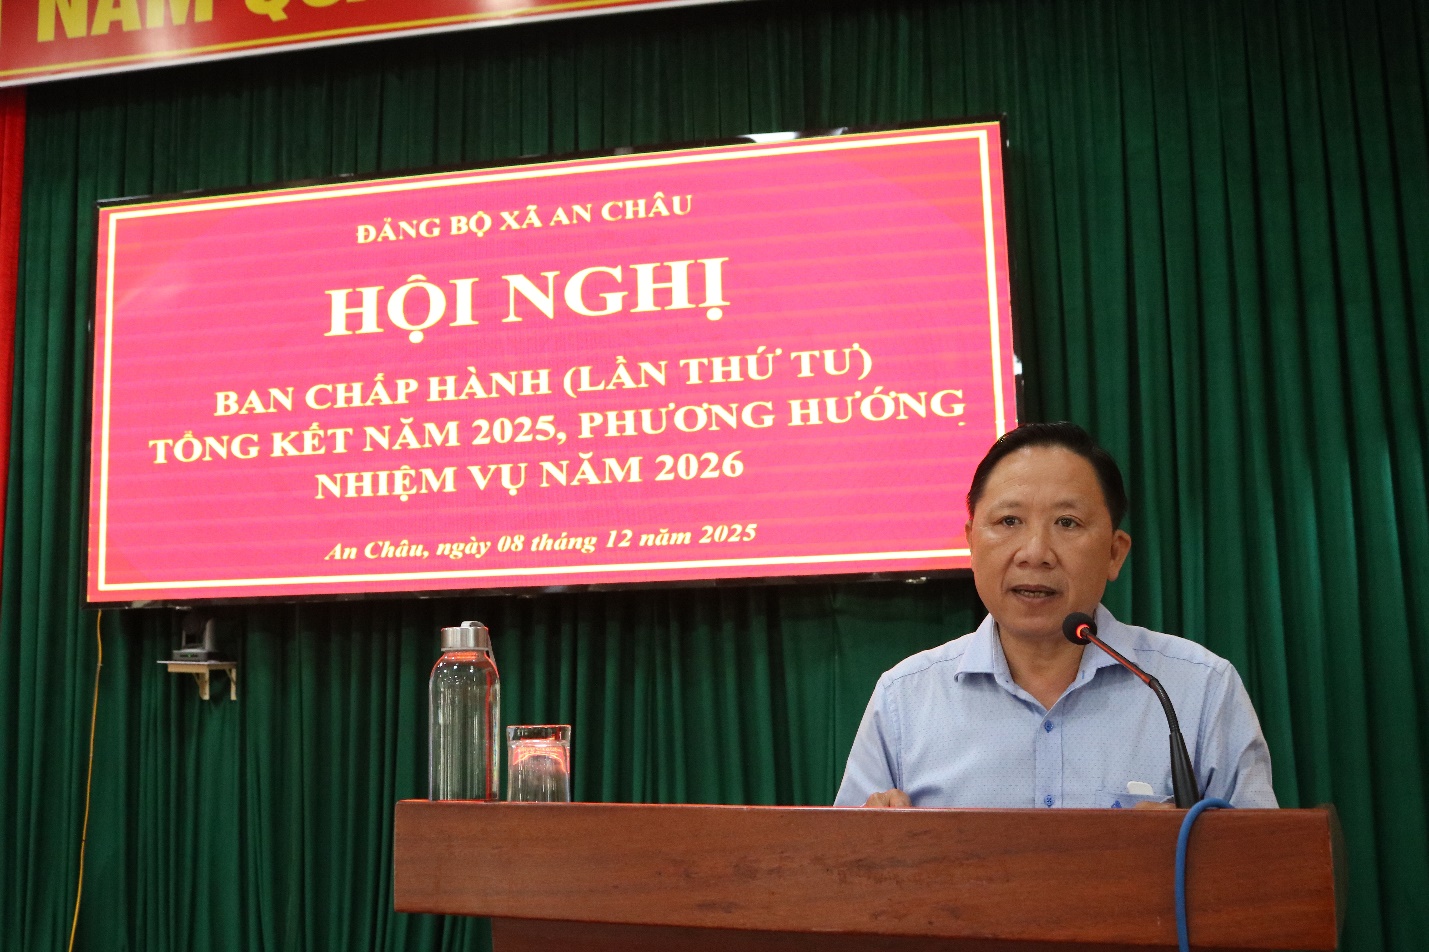 NĂM
ĐẢNG BỘ XÃ AN CHÂU
HỘI NGHỊ
BAN CHẤP HÀNH (LẦN THỨ TƯ)
TỔNG KẾT NĂM 2025, PHƯƠNG HƯỚNG
NHIỆM VỤ NĂM 2026
An Châu, ngày 08 tháng 12 năm 2025